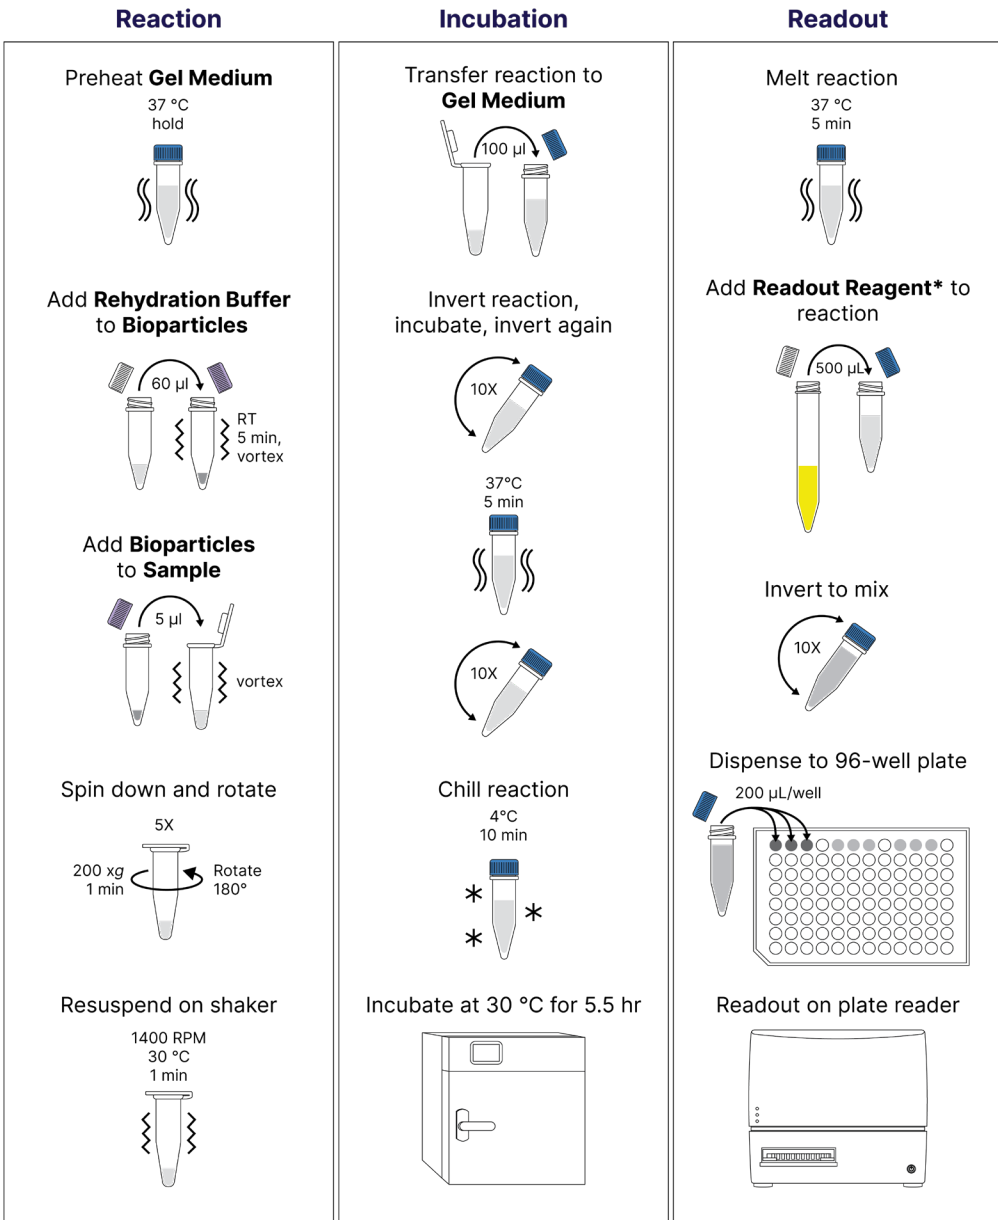 Reaction
Preheat Gel Medium
37 °C
hold
Add Rehydration Buffer
to Bioparticles
60 µl
RT
5 min,
vortex
Add Bioparticles
to Sample
5 µl
vortex
Spin down and rotate
5X
200 xg
1 min
Rotate
180°
Resuspend on shaker
1400 RPM
30 °C
1 min
Incubation
Transfer reaction to
Gel Medium
100 µl
Invert reaction,
incubate, invert again
10X
37°C
5 min
10X
Chill reaction
4°C
10 min
Incubate at 30 °C for 5.5 hr
Readout
Melt reaction
37 °C
5 min
Add Readout Reagent* to
reaction
500 µL
Invert to mix
10X
Dispense to 96-well plate
200 µL/well
Readout on plate reader